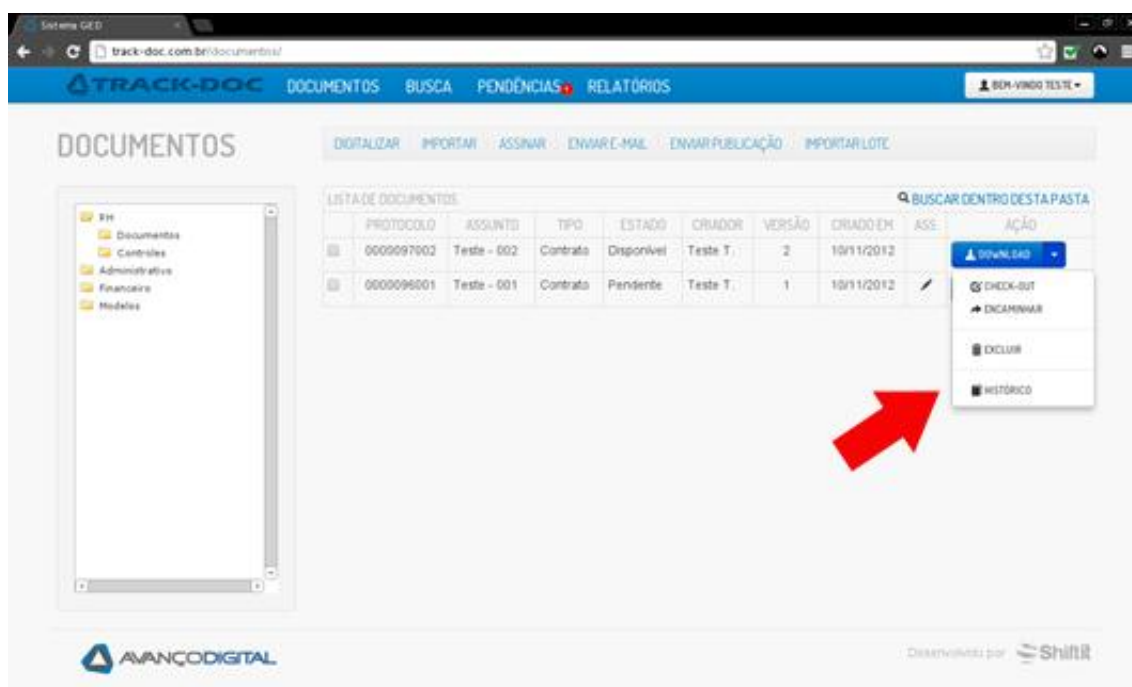 Sistema GED
track-doc.com.br/documentos/
TRACK-DOC DOCUMENTOS BUSCA PENDÊNCIAS RELATÓRIOS BEM-VINDO TESTE
DOCUMENTOS
DIGITALIZAR IMPORTAR ASSINAR ENVIAR E-MAIL ENVIAR PUBLICAÇÃO IMPORTAR LOTE
RH
Documentos
Controles
Administrativo
Financeiro
Modelos
LISTA DE DOCUMENTOS BUSCAR DENTRO DESTA PASTA
PROTOCOLO ASSUNTO TIPO ESTADO CRIADOR VERSÃO CRIADO EM ASS. AÇÃO
0000097002 Teste - 002 Contrato Disponível Teste T. 2 10/11/2012 DOWNLOAD
0000096001 Teste - 001 Contrato Pendente Teste T. 1 10/11/2012
CHECK-OUT
ENCAMINHAR
EXCLUIR
HISTÓRICO
AVANÇODIGITAL Desenvolvido por Shiftit